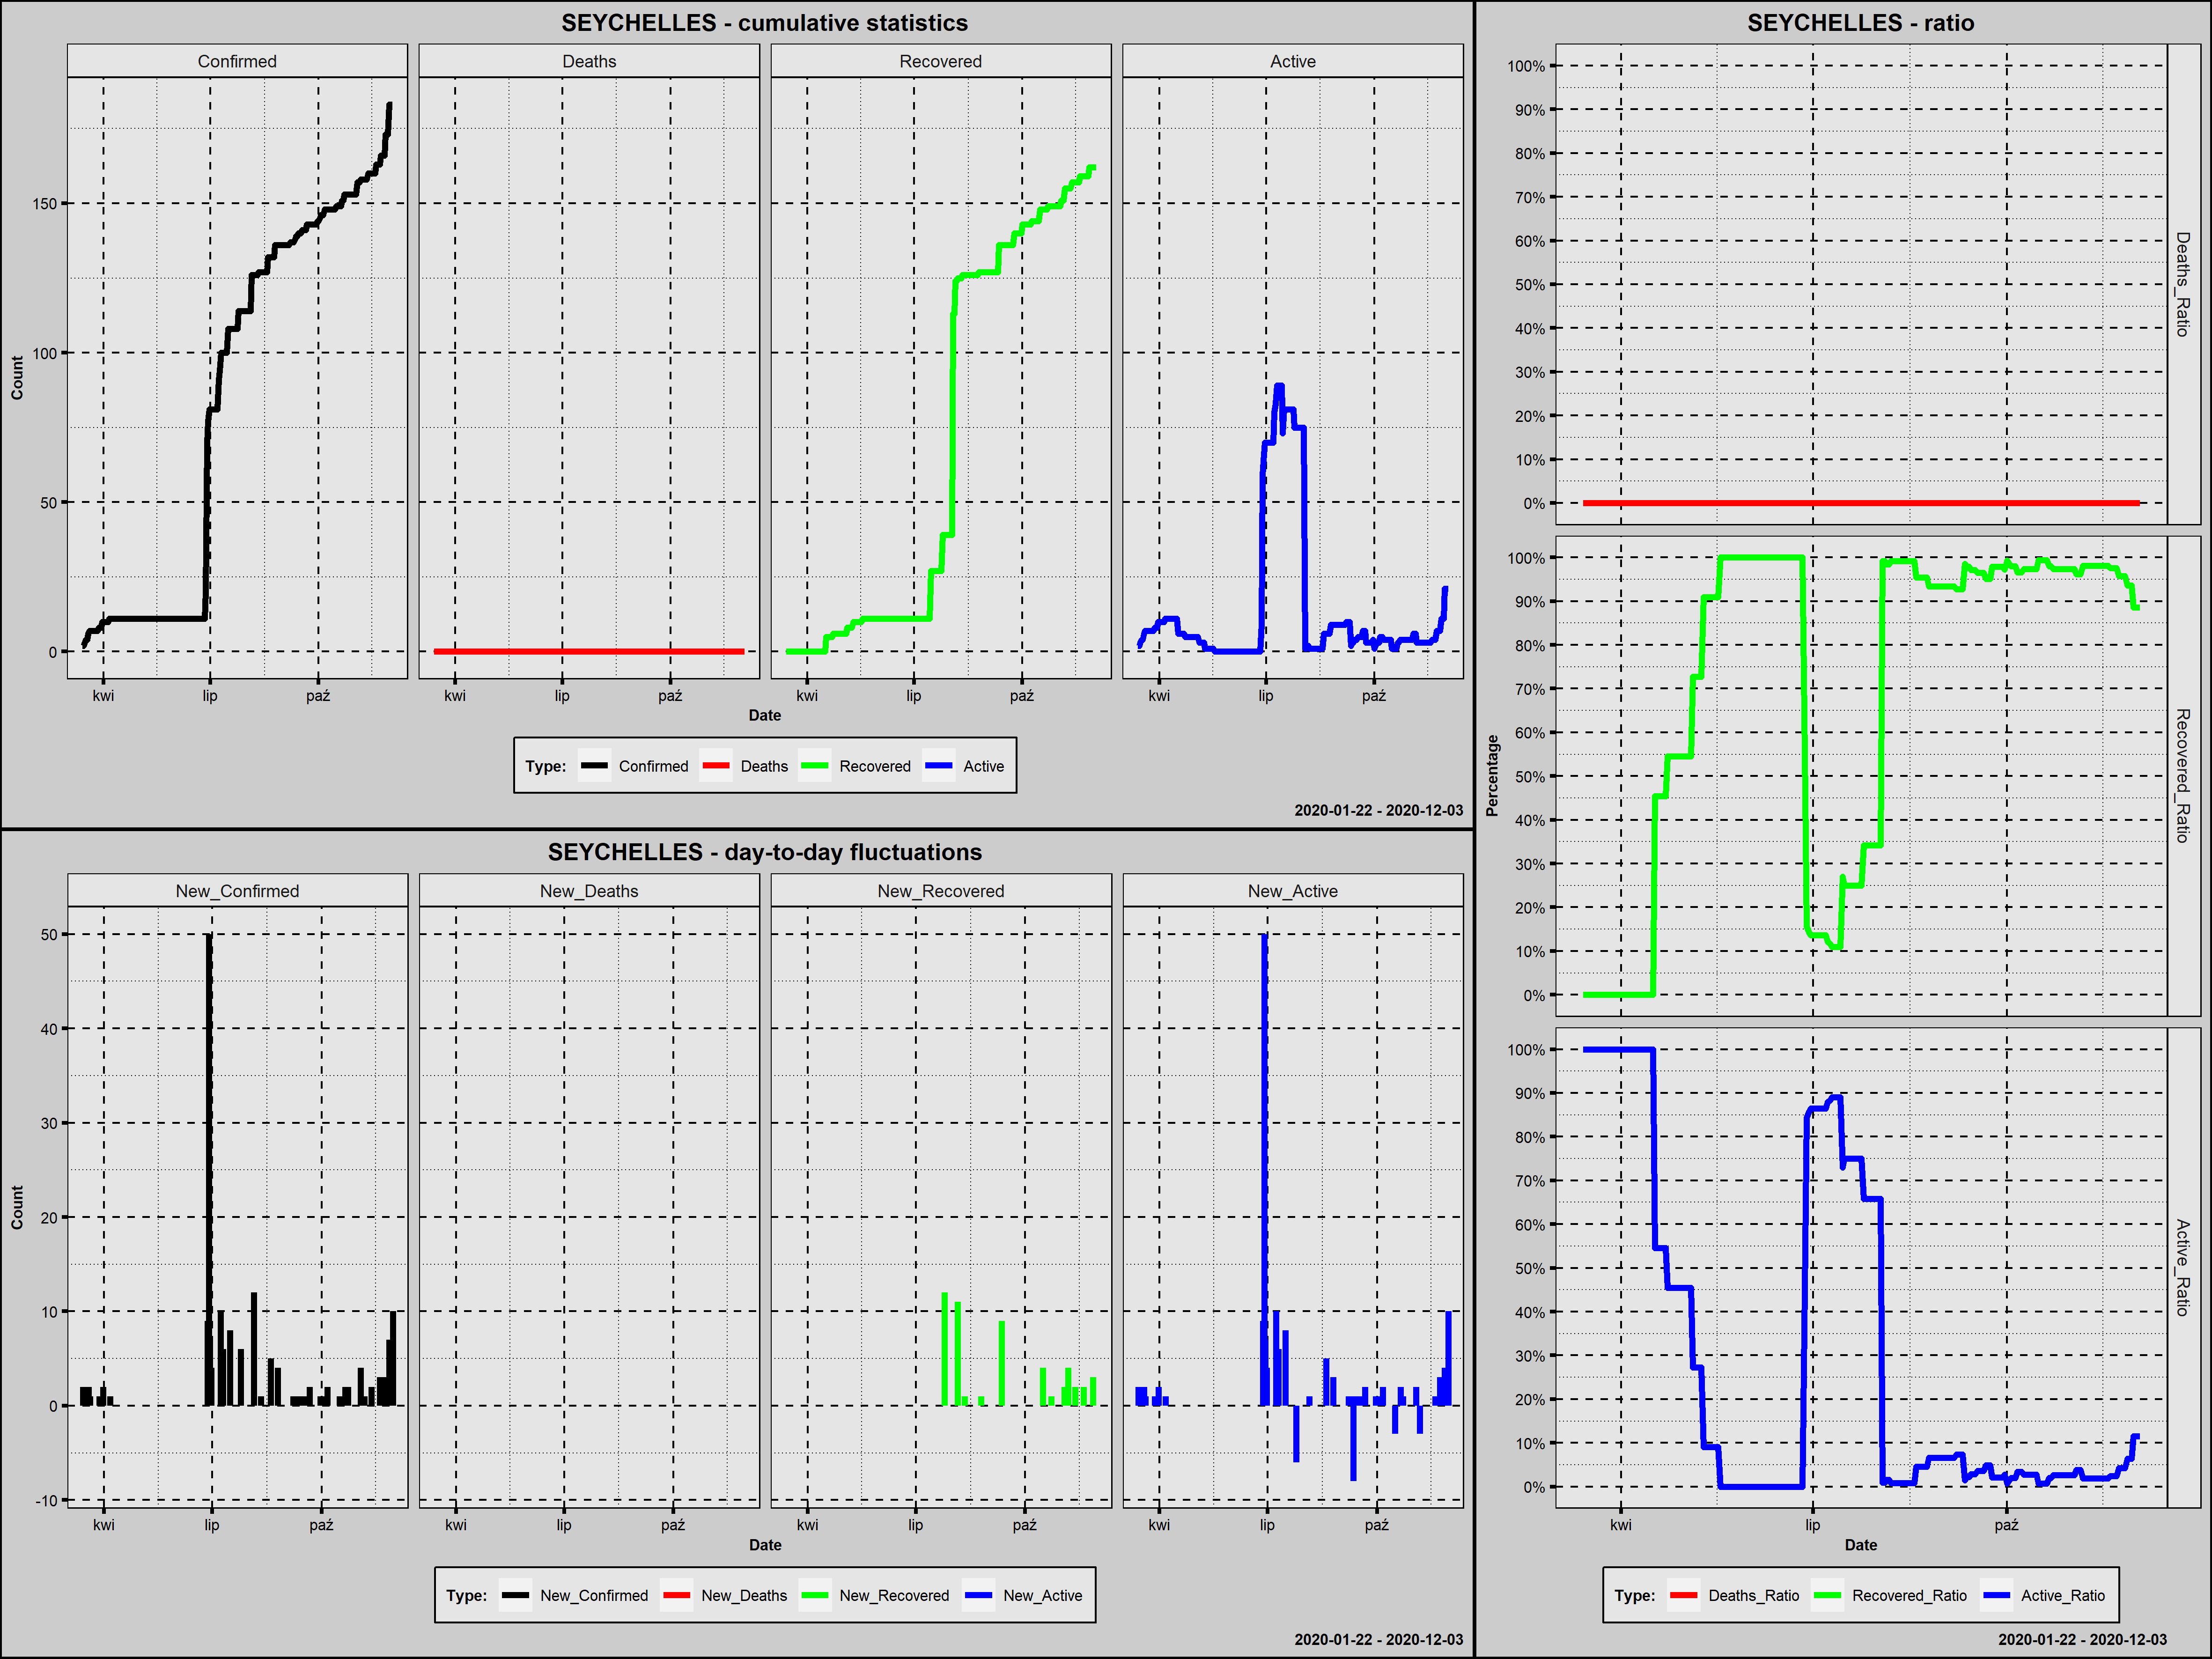 SEYCHELLES - cumulative statistics
Confirmed Deaths Recovered Active
Count
150
100
50
0
kwi lip paź kwi lip paź kwi lip paź kwi lip paź
Date
Type: Confirmed Deaths Recovered Active
2020-01-22 - 2020-12-03
SEYCHELLES - day-to-day fluctuations
New_Confirmed New_Deaths New_Recovered New_Active
Count
50
40
30
20
10
0
-10
kwi lip paź kwi lip paź kwi lip paź kwi lip paź
Date
Type: New_Confirmed New_Deaths New_Recovered New_Active
2020-01-22 - 2020-12-03
SEYCHELLES - ratio
Percentage
100%
90%
80%
70%
60%
50%
40%
30%
20%
10%
0%
Deaths_Ratio
100%
90%
80%
70%
60%
50%
40%
30%
20%
10%
0%
Recovered_Ratio
100%
90%
80%
70%
60%
50%
40%
30%
20%
10%
0%
Active_Ratio
kwi lip paź
Date
Type: Deaths_Ratio Recovered_Ratio Active_Ratio
2020-01-22 - 2020-12-03